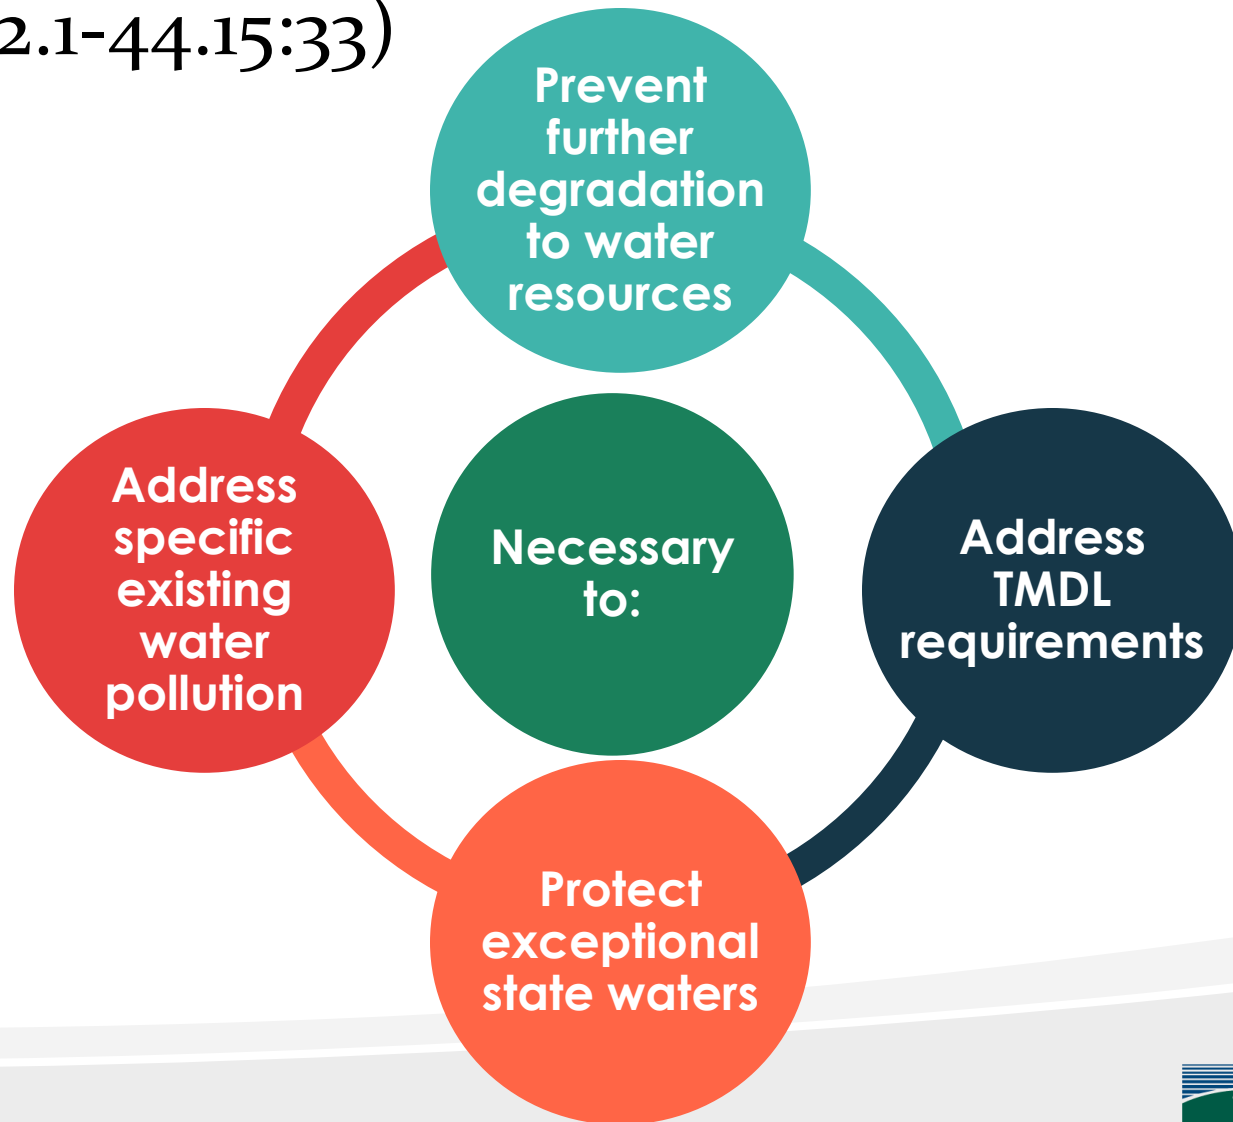 2.1-44.15:33)
Prevent
further
degradation
to water
resources
Address
specific
existing
water
pollution
Necessary
to:
Address
TMDL
requirements
Protect
exceptional
state waters